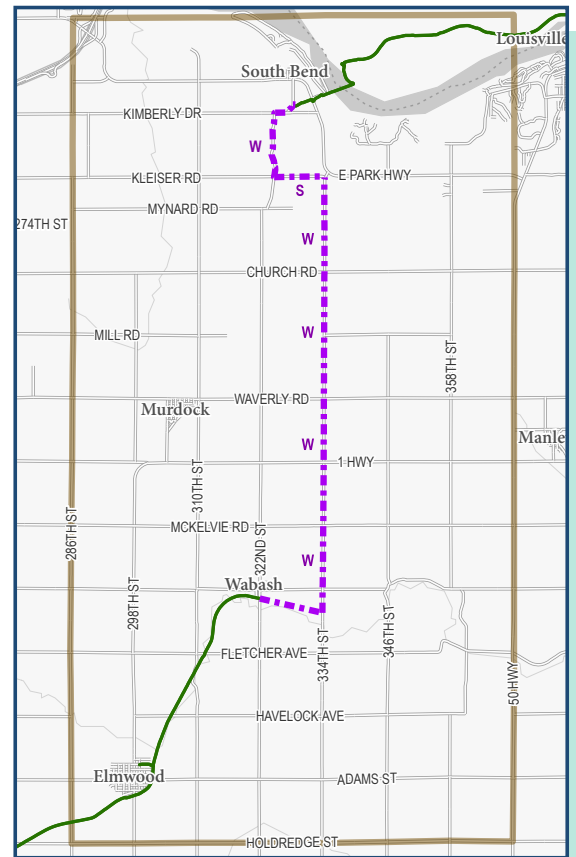 Louisville
South Bend
KIMBERLY DR
W
KLEISER RD
E PARK HWY
S
MYNARD RD
274TH ST
W
CHURCH RD
MILL RD
W
358TH ST
WAVERLY RD
Murdock
Manle
W
1 HWY
310TH ST
286TH ST
MCKELVIE RD
322ND ST
W
Wabash
298TH ST
346TH ST
334TH ST
FLETCHER AVE
50 HWY
HAVELOCK AVE
Elmwood
ADAMS ST
HOLDREDGE ST